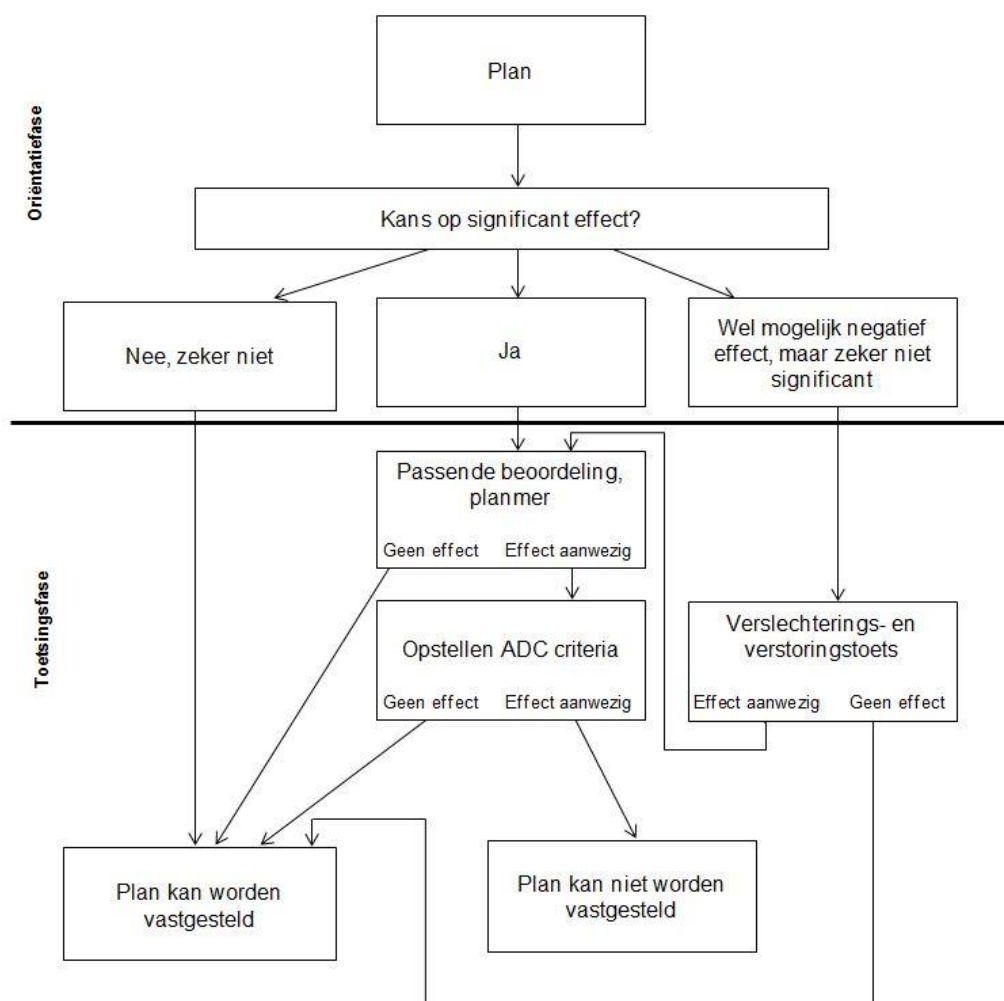 Oriëntatiefase
Plan
Kans op significant effect?
Nee, zeker niet
Ja
Wel mogelijk negatief
effect, maar zeker niet
significant
Toetsingsfase
Passende beoordeling,
planmer
Geen effect
Effect aanwezig
Opstellen ADC criteria
Geen effect
Effect aanwezig
Verslechterings- en
verstoringstoets
Effect aanwezig
Geen effect
Plan kan worden
vastgesteld
Plan kan niet worden
vastgesteld